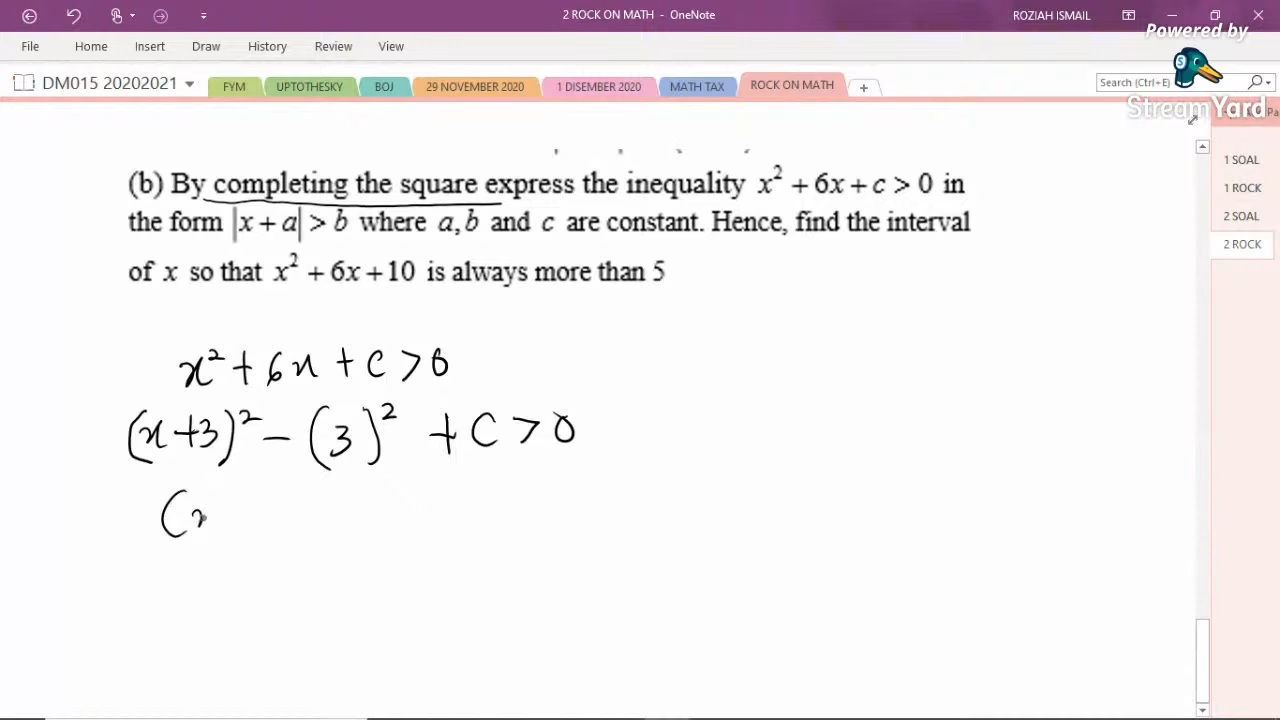 2 ROCK ON MATH - OneNote
ROZIAH ISMAIL
Powered by
StreamYard
File Home Insert Draw History Review View
DM015 20202021
FYM UPTOTHESKY BOJ 29 NOVEMBER 2020 1 DISEMBER 2020 MATH TAX ROCK ON MATH +
Search (Ctrl+E)
1 SOAL
1 ROCK
2 SOAL
2 ROCK
(b) By completing the square express the inequality x² + 6x + c > 0 in
the form |x + a| > b where a, b and c are constant. Hence, find the interval
of x so that x² + 6x + 10 is always more than 5
x² + 6x + c > 0
(x + 3)² - (3)² + c > 0
(x